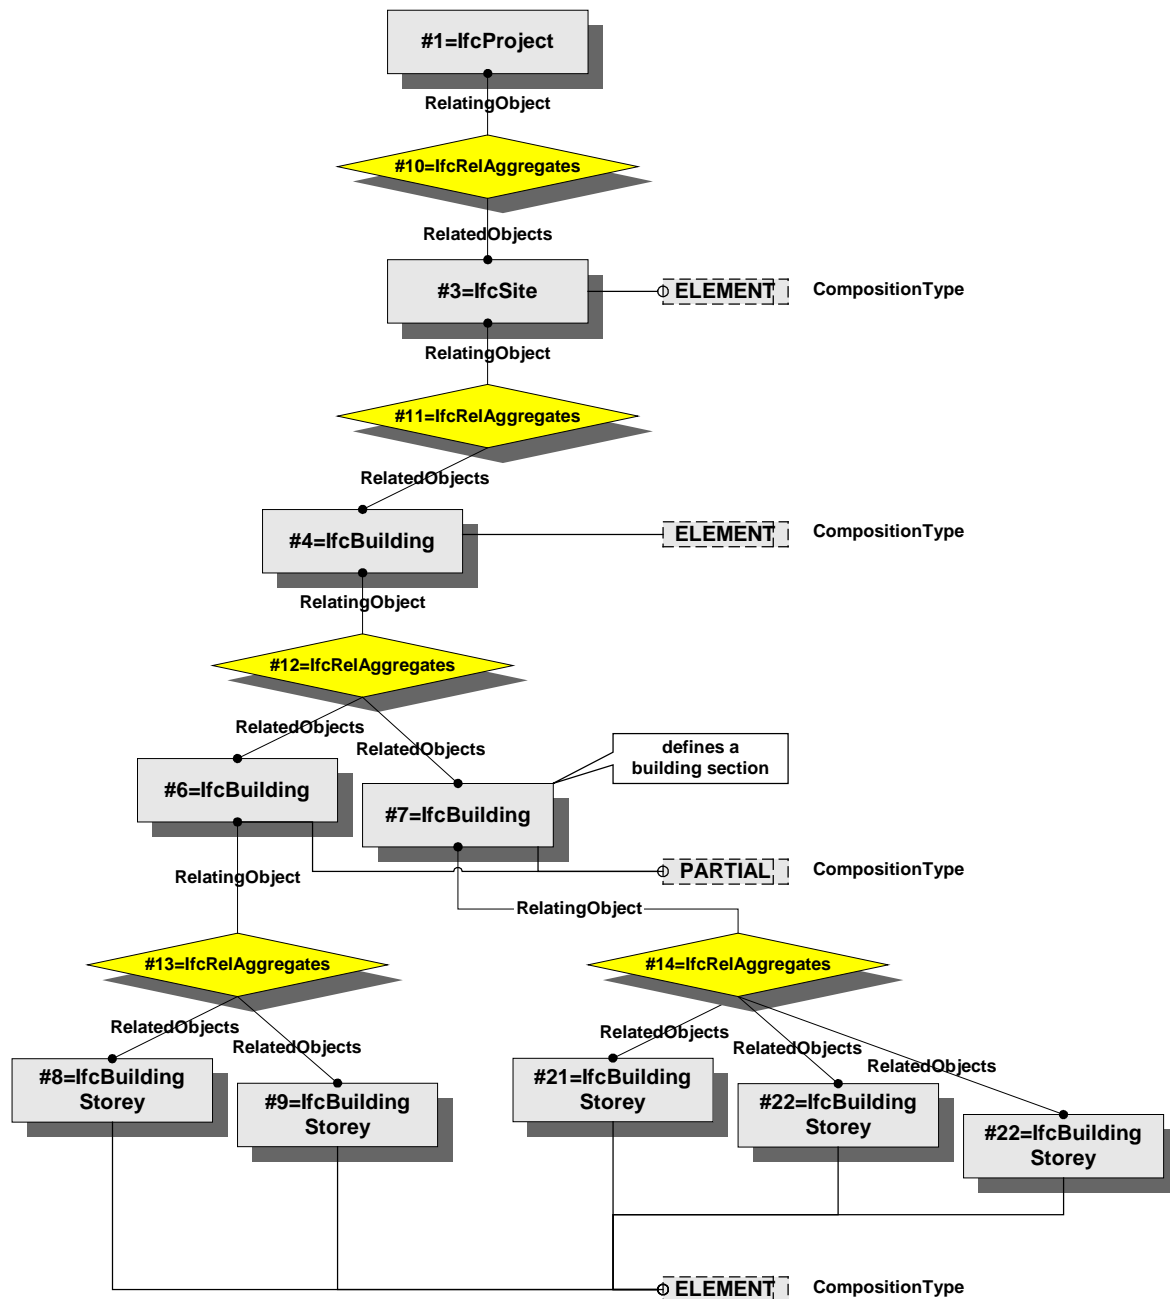 #1=IfcProject
RelatingObject
#10=IfcRelAggregates
RelatedObjects
#3=IfcSite
ELEMENT
CompositionType
RelatingObject
#11=IfcRelAggregates
RelatedObjects
#4=IfcBuilding
ELEMENT
CompositionType
RelatingObject
#12=IfcRelAggregates
RelatedObjects
RelatedObjects
defines a
building section
#6=IfcBuilding
#7=IfcBuilding
PARTIAL
CompositionType
RelatingObject
RelatingObject
#13=IfcRelAggregates
#14=IfcRelAggregates
RelatedObjects
RelatedObjects
RelatedObjects
RelatedObjects
RelatedObjects
#8=IfcBuilding
Storey
#9=IfcBuilding
Storey
#21=IfcBuilding
Storey
#22=IfcBuilding
Storey
#22=IfcBuilding
Storey
ELEMENT
CompositionType